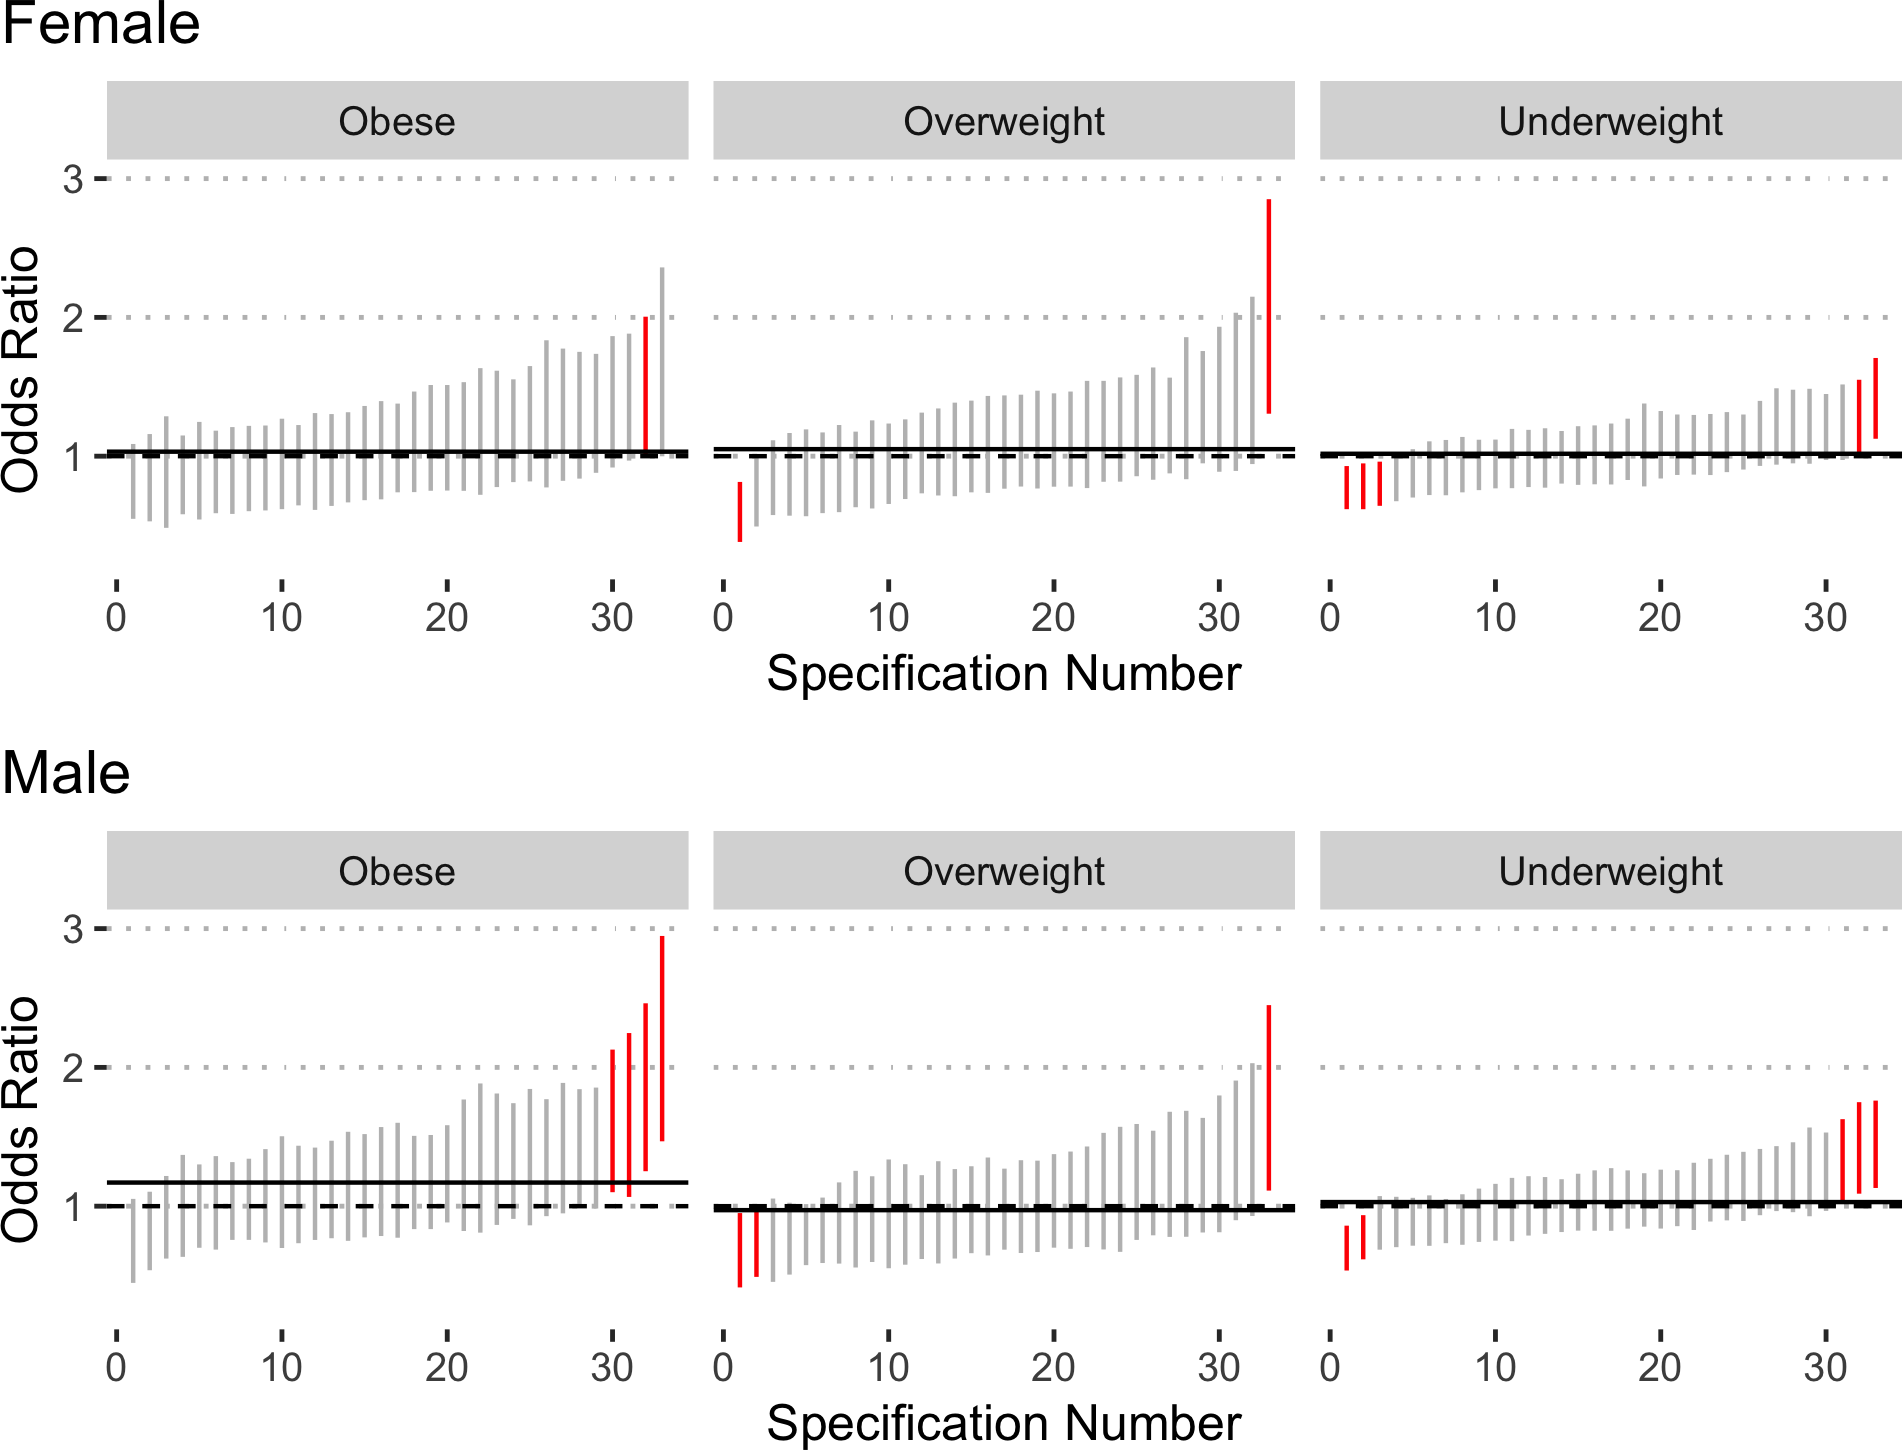 Female
Obese Overweight Underweight
3
2
1
Odds Ratio
0 10 20 30 0 10 20 30 0 10 20 30
Specification Number
Male
Obese Overweight Underweight
3
2
1
Odds Ratio
0 10 20 30 0 10 20 30 0 10 20 30
Specification Number